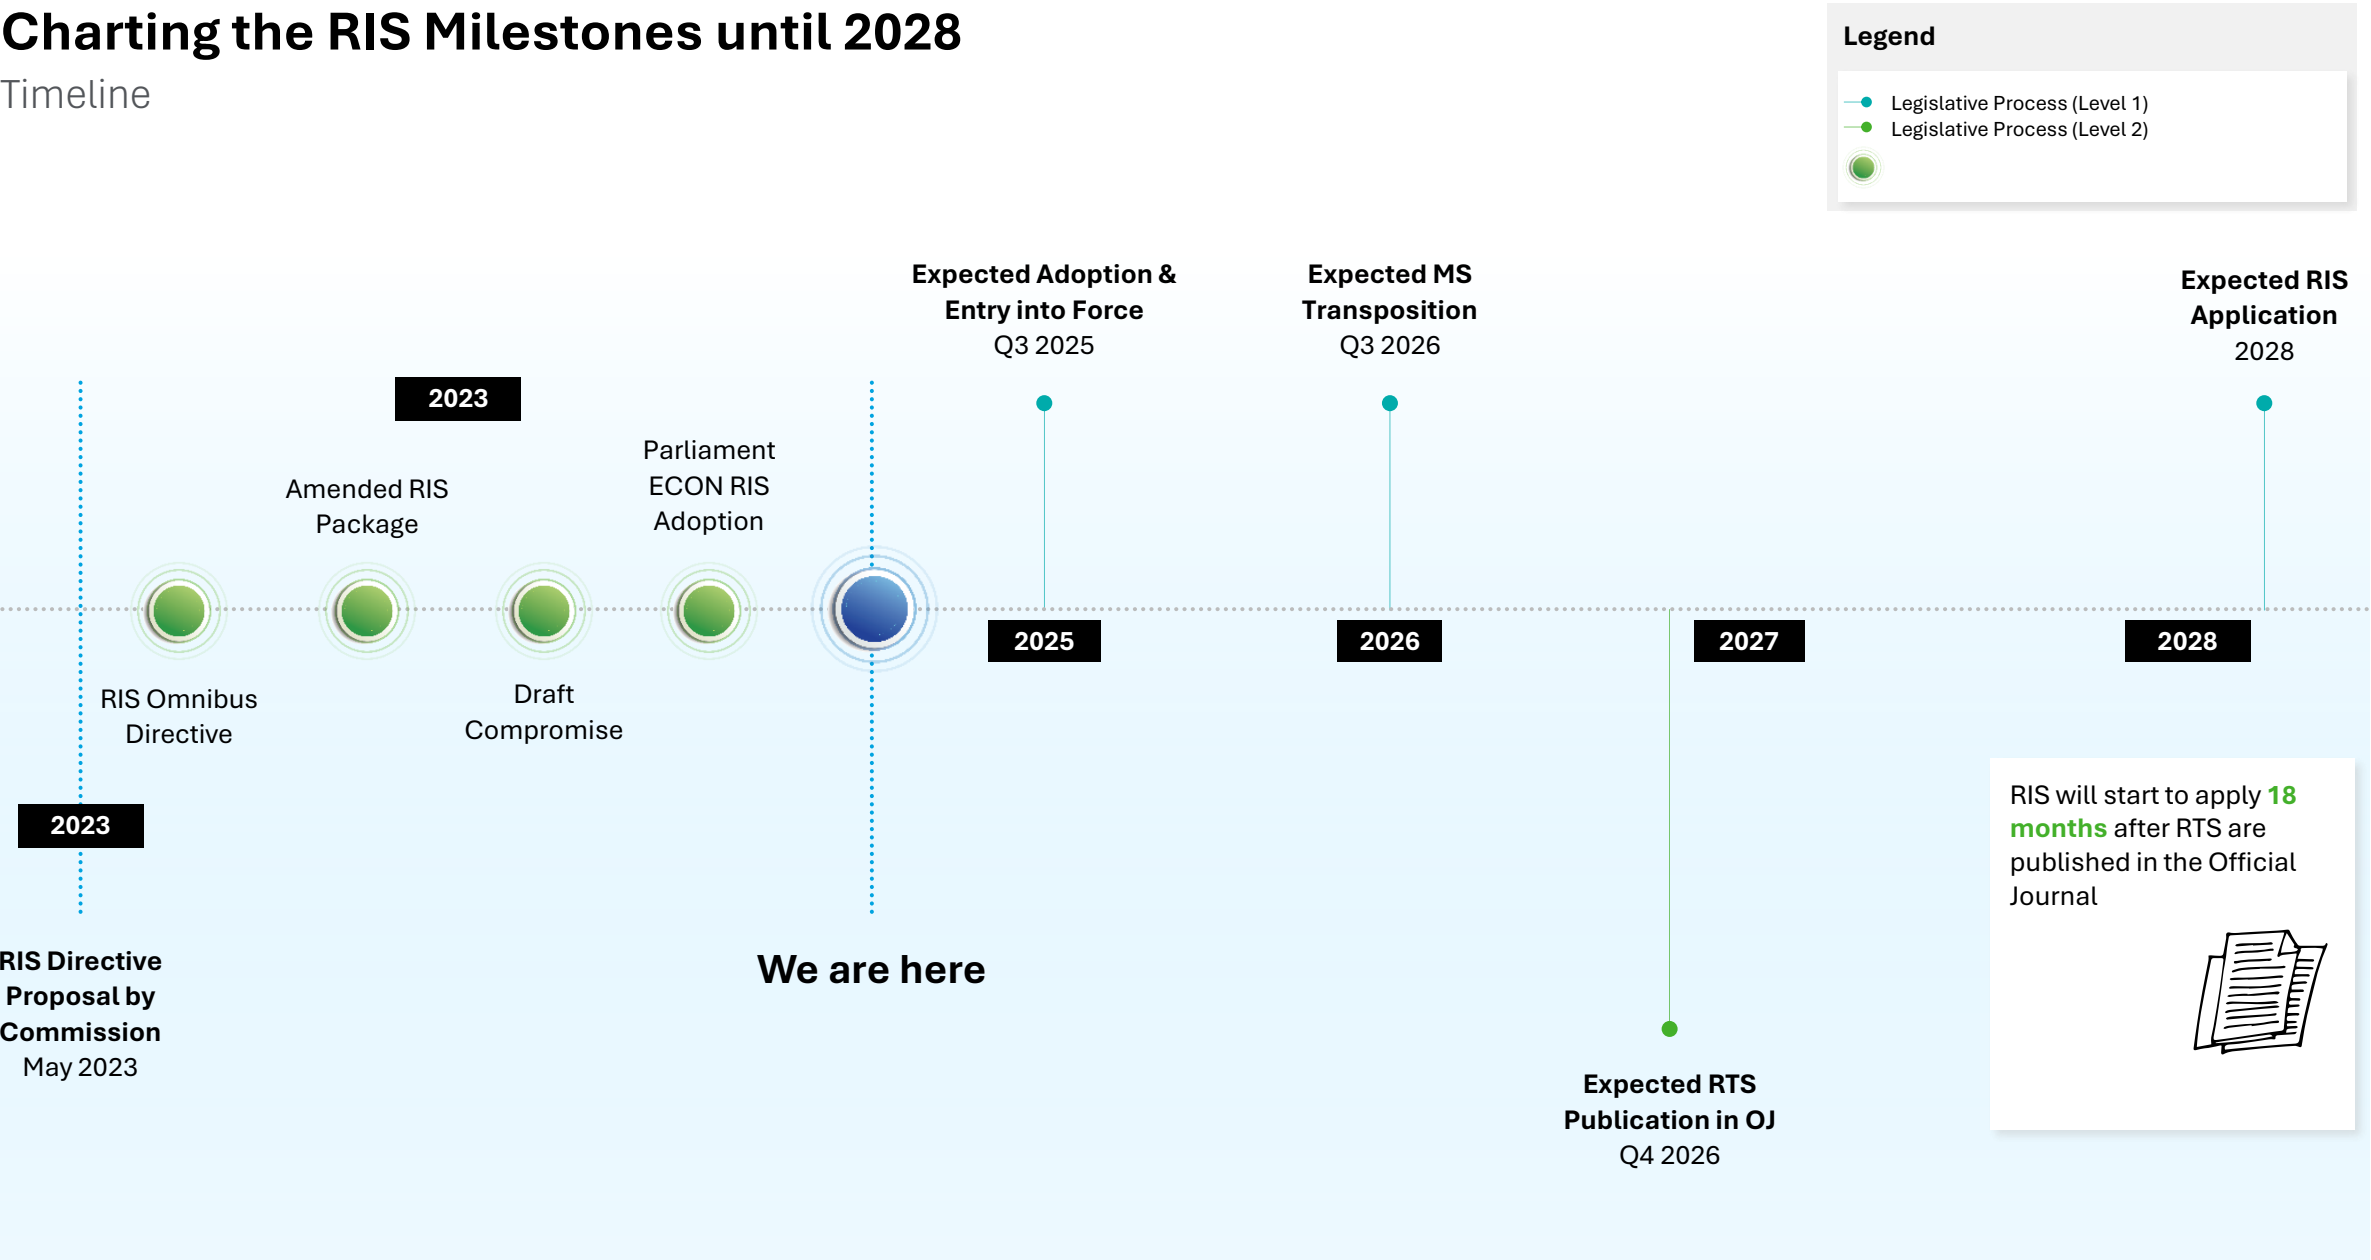 Charting the RIS Milestones until 2028
Timeline
Legend
Legislative Process (Level 1)
Legislative Process (Level 2)
Expected Adoption &
Entry into Force
Q3 2025
Expected MS
Transposition
Q3 2026
Expected RIS
Application
2028
2023
Amended RIS
Package
Parliament
ECON RIS
Adoption
2025
2026
2027
2028
RIS Omnibus
Directive
Draft
Compromise
2023
RIS Directive
Proposal by
Commission
May 2023
We are here
Expected RTS
Publication in OJ
Q4 2026
RIS will start to apply 18
months after RTS are
published in the Official
Journal